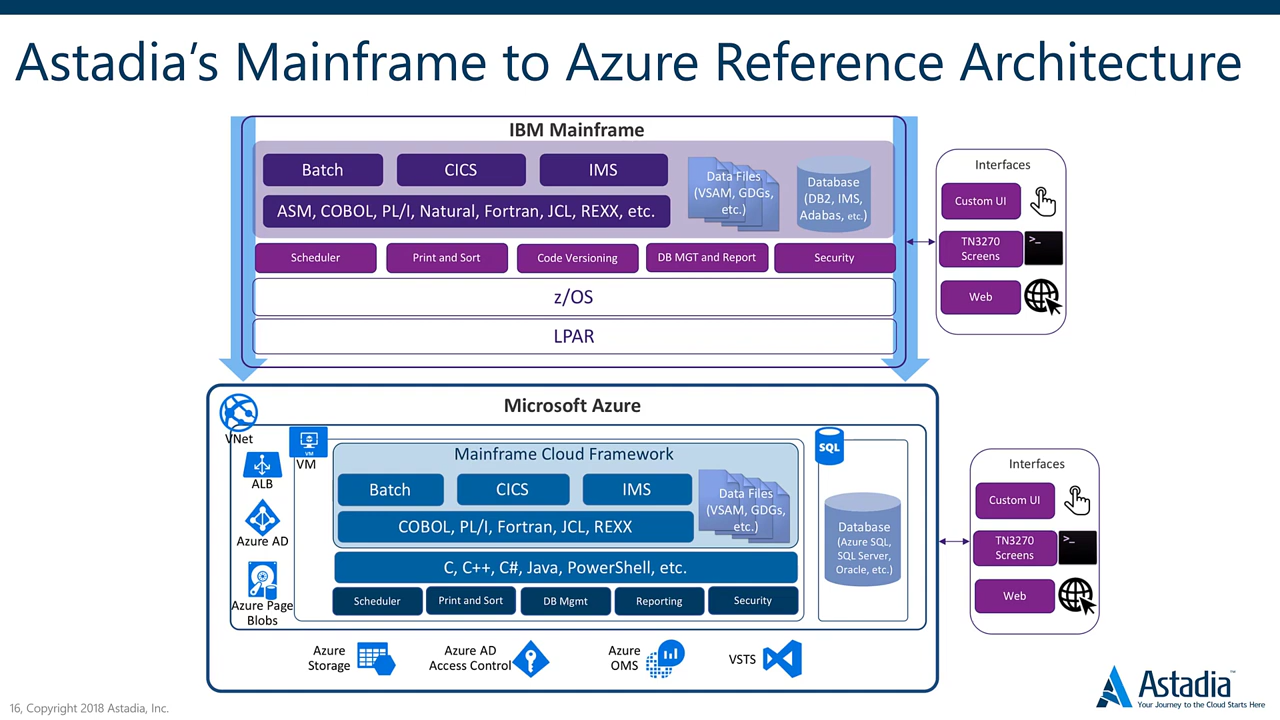 Astadia's Mainframe to Azure Reference Architecture
IBM Mainframe
Batch
CICS
IMS
ASM, COBOL, PL/I, Natural, Fortran, JCL, REXX, etc.
Data Files
(VSAM, GDGs,
etc.)
Database
(DB2, IMS,
Adabas, etc.)
Scheduler
Print and Sort
Code Versioning
DB MGT and Report
Security
z/OS
LPAR
Interfaces
Custom UI
TN3270
Screens
>_
Web
Microsoft Azure
VNet
ALB
Azure AD
Azure Page
Blobs
VM
VM
Mainframe Cloud Framework
Batch
CICS
IMS
COBOL, PL/I, Fortran, JCL, REXX
Data Files
(VSAM, GDGs,
etc.)
C, C++, C#, Java, PowerShell, etc.
Scheduler
Print and Sort
DB Mgmt
Reporting
Security
SQL
Database
(Azure SQL,
SQL Server,
Oracle, etc.)
Azure
Storage
Azure AD
Access Control
Azure
OMS
VSTS
Interfaces
Custom UI
TN3270
Screens
>_
Web
16, Copyright 2018 Astadia, Inc.
Astadia™
Your Journey to the Cloud Starts Here